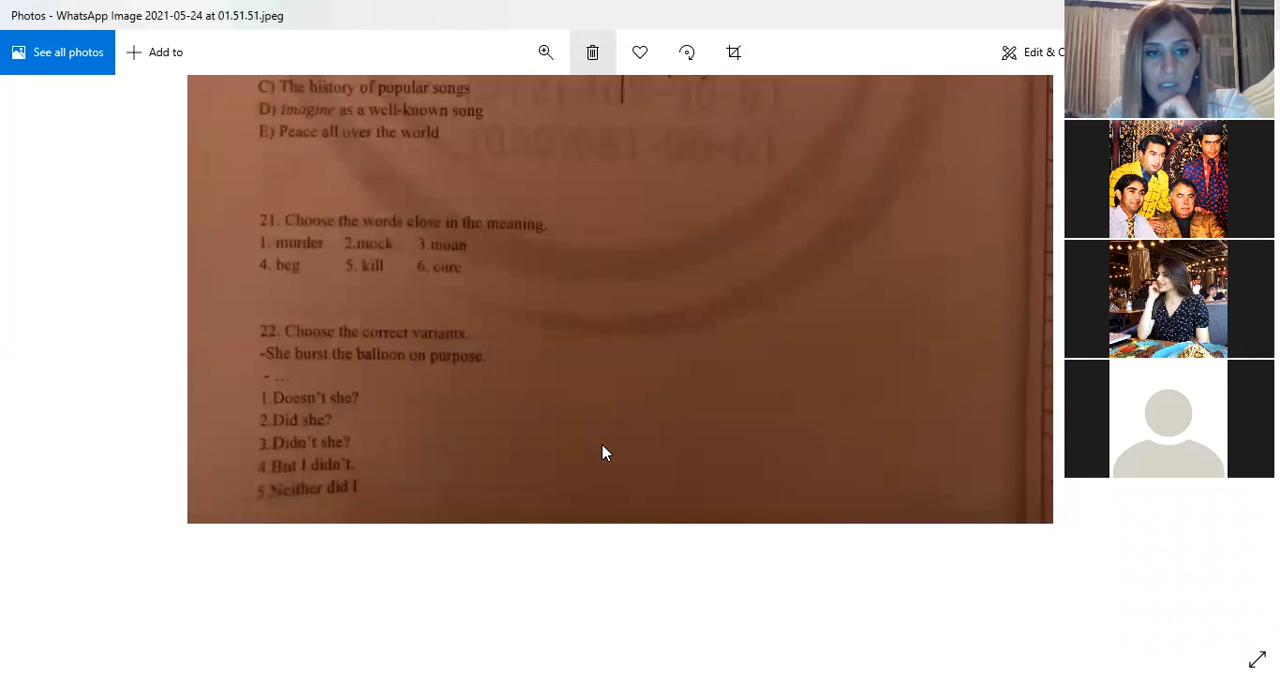 Photos - WhatsApp Image 2021-05-24 at 01.51.51.jpeg
See all photos
Add to
Edit & C
C) The history of popular songs
D) imagine as a well-known song
E) Peace all over the world
21. Choose the words close in the meaning.
1. murder 2.mock 3.moan
4. beg 5. kill 6. cure
22. Choose the correct variants.
-She burst the balloon on purpose.
- ...
1.Doesn't she?
2.Did she?
3.Didn't she?
4.But I didn't.
5.Neither did I